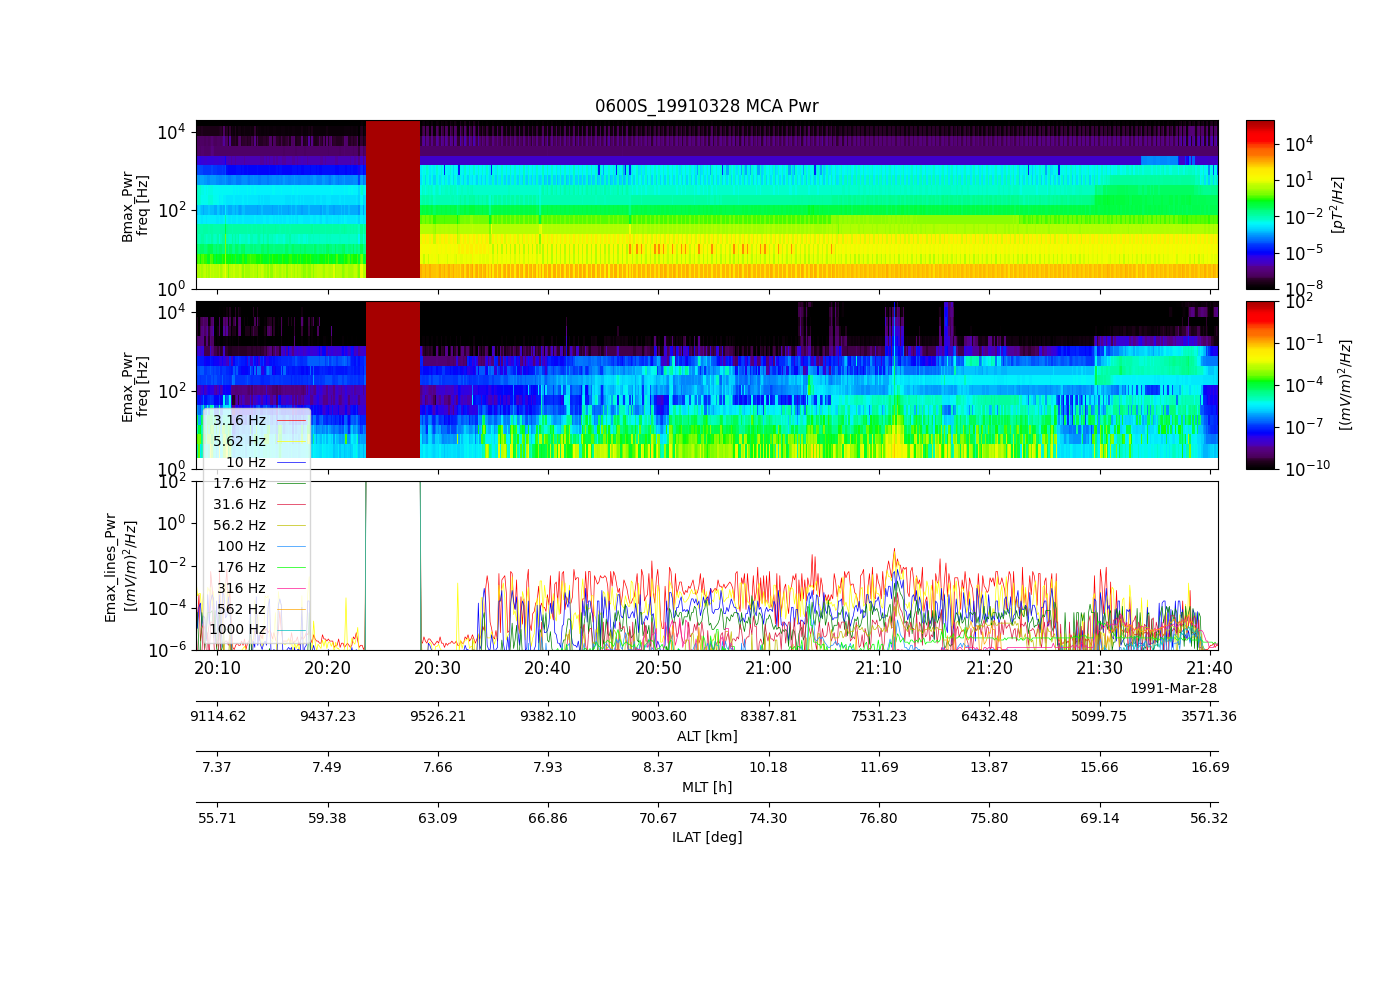 0600S_19910328 MCA Pwr
10^4
10^2
10^0
Bmax_Pwr
freq [Hz]
10^4
10^1
10^-2
10^-5
10^-8
[pT^2/Hz]
10^4
10^2
10^0
Emax_Pwr
freq [Hz]
10^2
10^-1
10^-4
10^-7
10^-10
[(mV/m)^2/Hz]
3.16 Hz
5.62 Hz
10 Hz
17.6 Hz
31.6 Hz
56.2 Hz
100 Hz
176 Hz
316 Hz
562 Hz
1000 Hz
10^2
10^0
10^-2
10^-4
10^-6
Emax_lines_Pwr
[(mV/m)^2/Hz]
20:10 20:20 20:30 20:40 20:50 21:00 21:10 21:20 21:30 21:40
1991-Mar-28
9114.62 9437.23 9526.21 9382.10 9003.60 8387.81 7531.23 6432.48 5099.75 3571.36
ALT [km]
7.37 7.49 7.66 7.93 8.37 10.18 11.69 13.87 15.66 16.69
MLT [h]
55.71 59.38 63.09 66.86 70.67 74.30 76.80 75.80 69.14 56.32
ILAT [deg]